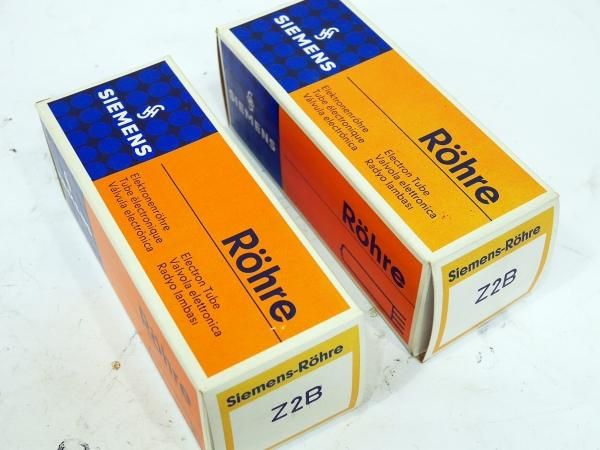 SIEMENS
Elektronenröhre
Tube électronique
Válvula electrónica
Electron Tube
Valvola elettronica
Radyo lambası
Röhre
Röhre
Siemens-Röhre
Z2B
SIEMENS
SIEMENS
Elektronenröhre
Tube électronique
Válvula electrónica
Electron Tube
Valvola elettronica
Radyo lambası
Röhre
Röhre
Siemens-Röhre
Z2B